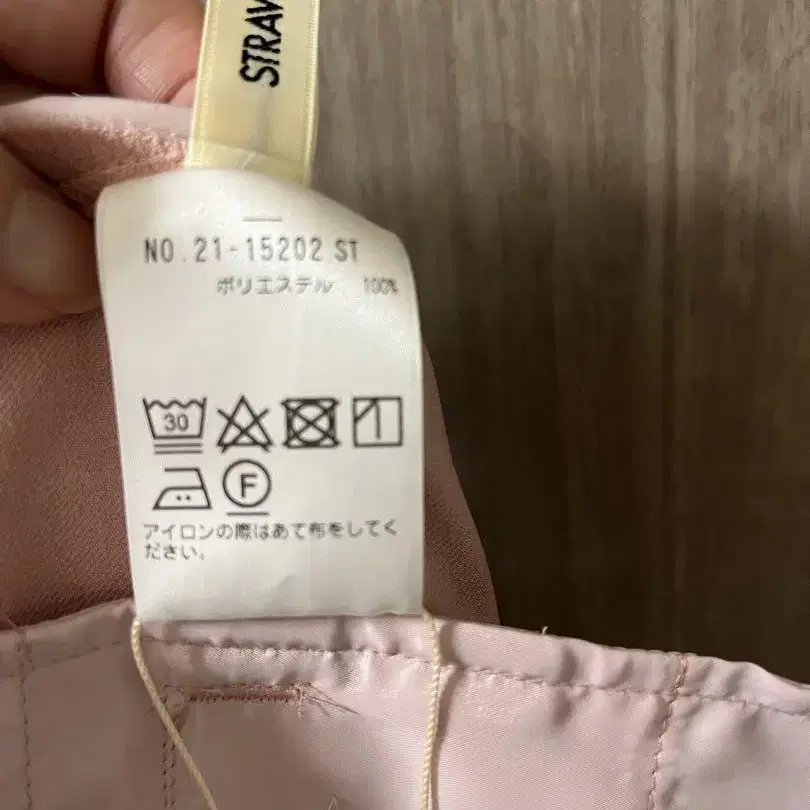 STRAW
NO.21-15202 ST
ポリエステル 100%
30
F
アイロンの際はあて布をしてく
ださい。